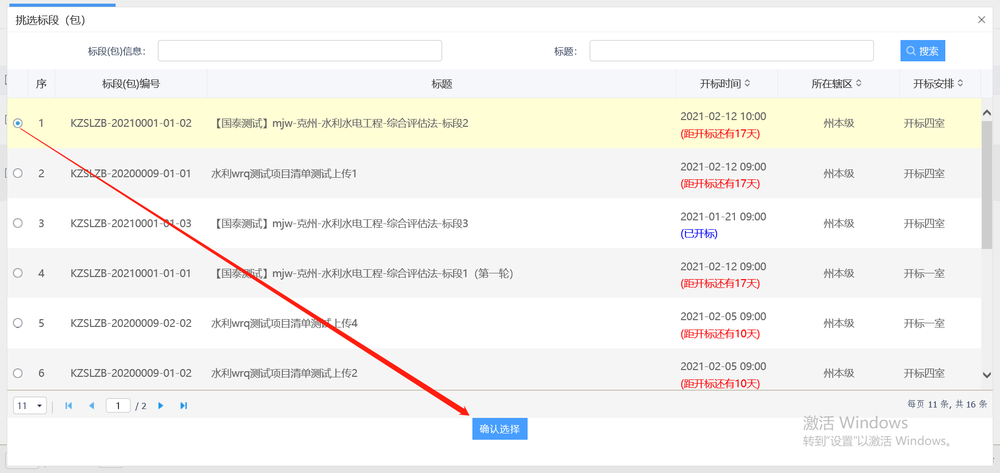 挑选标段（包）
标段(包)信息：
标题：
搜索
序 标段(包)编号 标题 开标时间 所在辖区 开标安排
1 KZSLZB-20210001-01-02 【国泰测试】mjw-克州-水利水电工程-综合评估法-标段2 2021-02-12 10:00 州本级 开标四室
(距开标还有17天)
2 KZSLZB-20200009-01-01 水利wrq测试项目清单测试上传1 2021-02-12 09:00 州本级 开标四室
(距开标还有17天)
3 KZSLZB-20210001-01-03 【国泰测试】mjw-克州-水利水电工程-综合评估法-标段3 2021-01-21 09:00 州本级 开标四室
(已开标)
4 KZSLZB-20210001-01-01 【国泰测试】mjw-克州-水利水电工程-综合评估法-标段1（第一轮） 2021-02-12 09:00 州本级 开标一室
(距开标还有17天)
5 KZSLZB-20200009-02-02 水利wrq测试项目清单测试上传4 2021-02-05 09:00 州本级 开标一室
(距开标还有10天)
6 KZSLZB-20200009-01-02 水利wrq测试项目清单测试上传2 2021-02-05 09:00 州本级 开标四室
(距开标还有10天)
11 1 / 2 每页 11 条, 共 16 条
确认选择
激活 Windows
转到“设置”以激活 Windows。